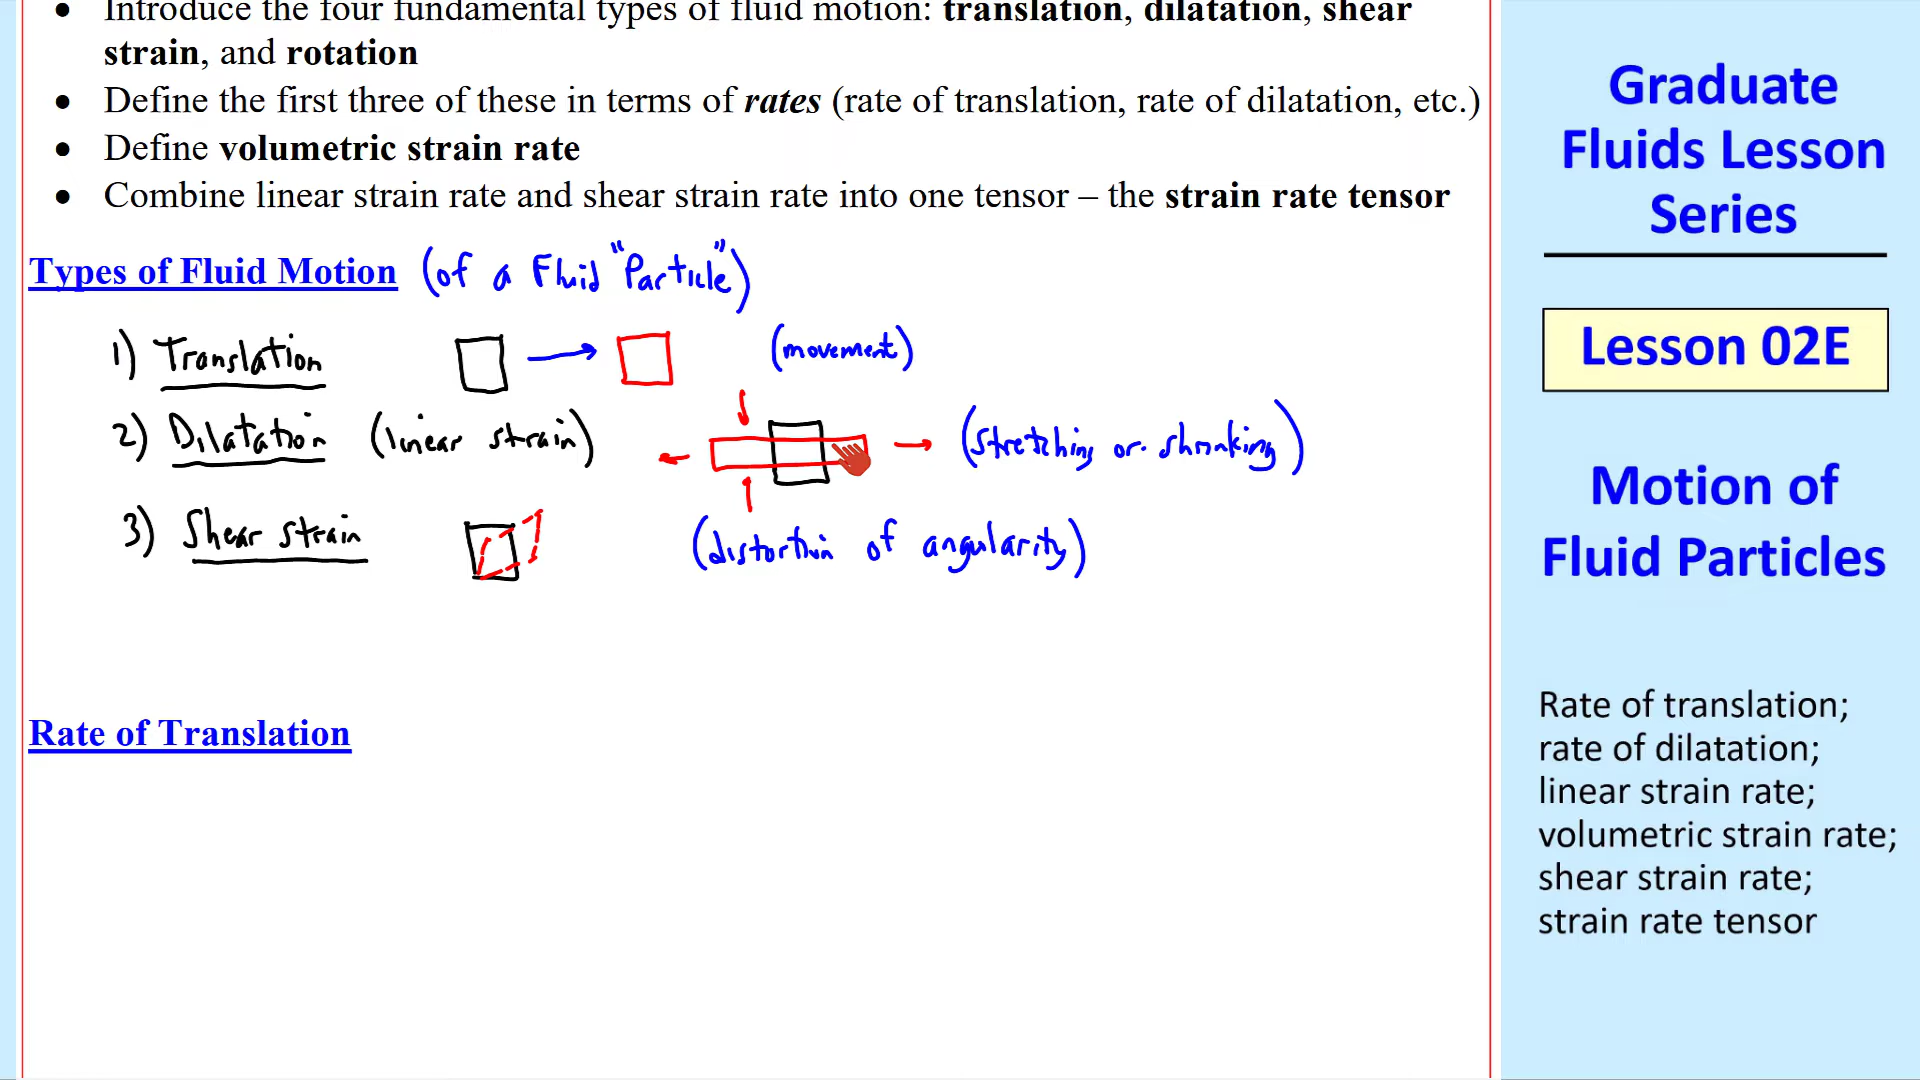 • Introduce the four fundamental types of fluid motion: translation, dilatation, shear
strain, and rotation
• Define the first three of these in terms of rates (rate of translation, rate of dilatation, etc.)
• Define volumetric strain rate
• Combine linear strain rate and shear strain rate into one tensor – the strain rate tensor
Types of Fluid Motion (of a Fluid "Particle")
1) Translation (movement)
2) Dilatation (linear strain) (stretching or shrinking)
3) Shear strain (distortion of angularity)
Rate of Translation
Graduate
Fluids Lesson
Series
Lesson 02E
Motion of
Fluid Particles
Rate of translation;
rate of dilatation;
linear strain rate;
volumetric strain rate;
shear strain rate;
strain rate tensor